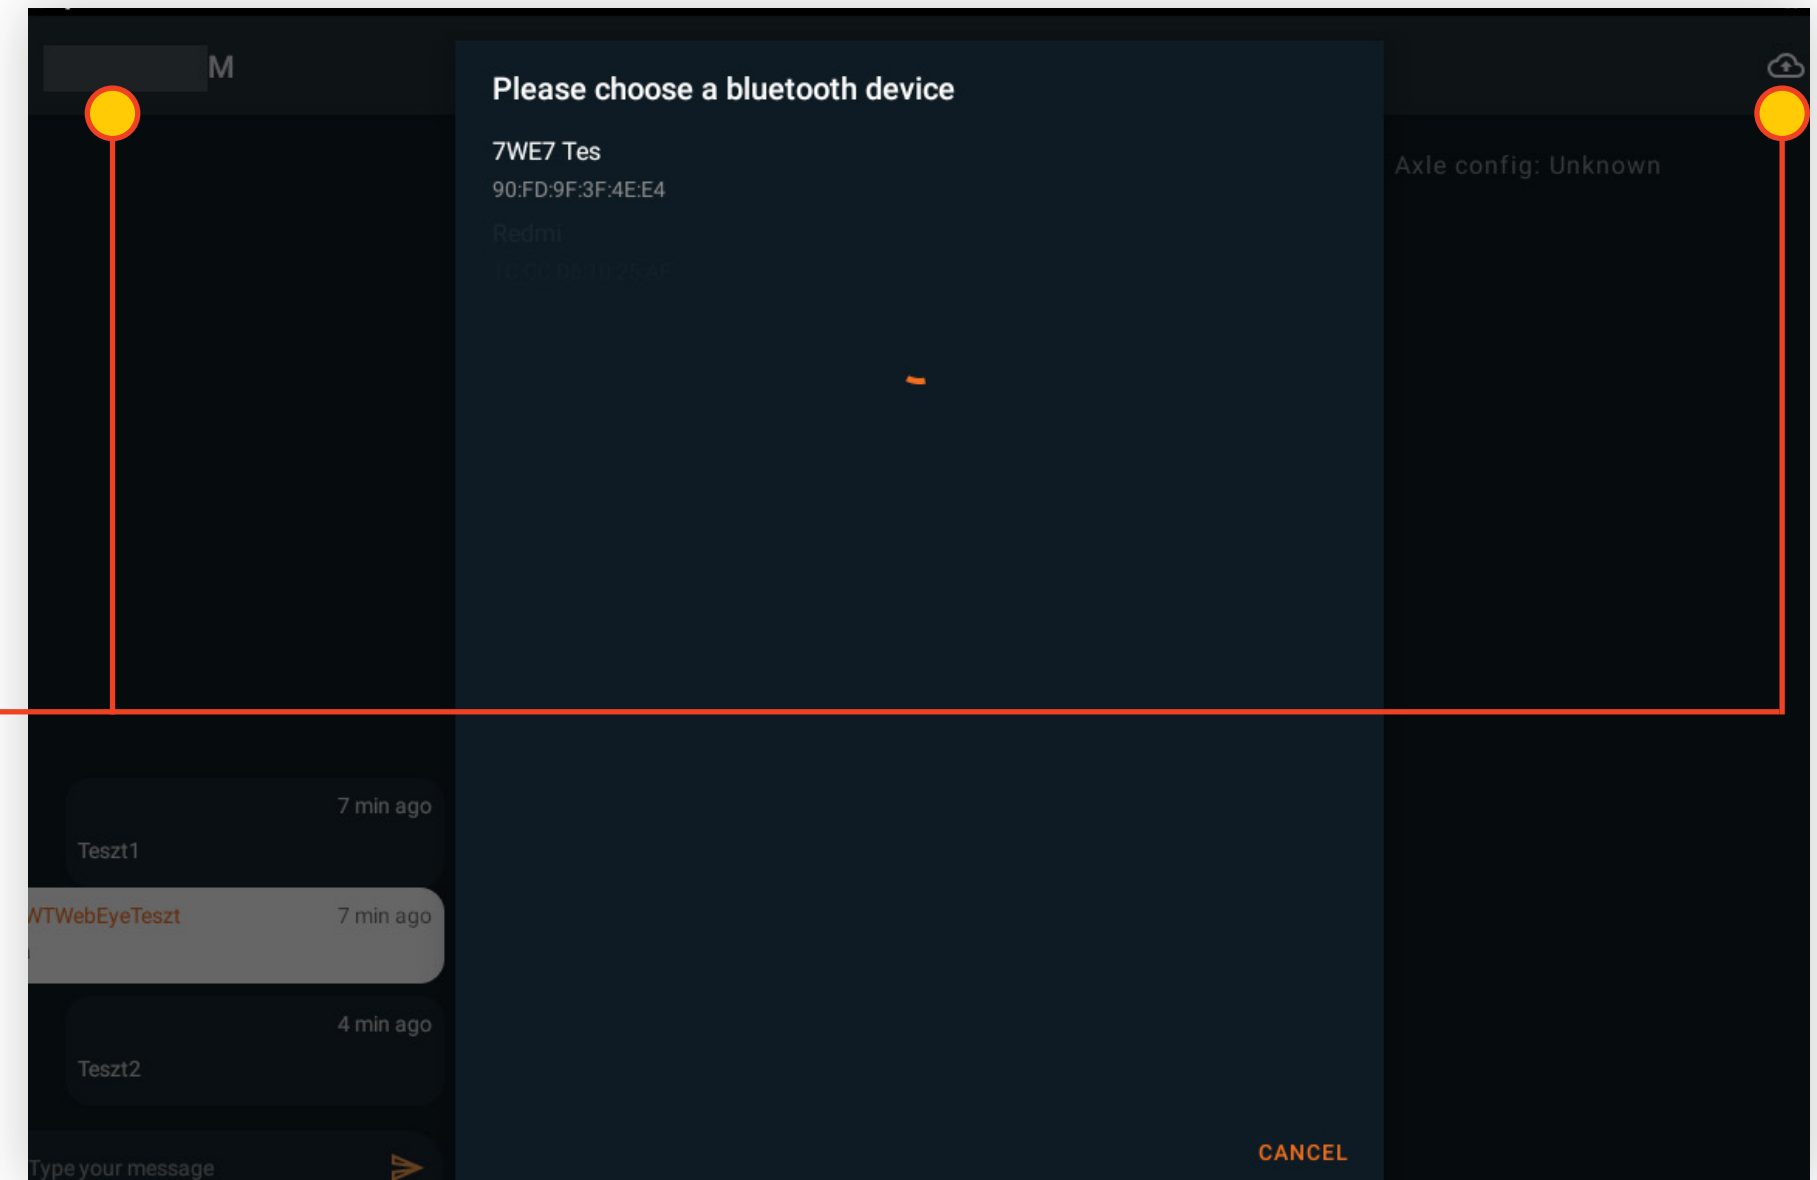 M
Please choose a bluetooth device
7WE7 Tes
90:FD:9F:3F:4E:E4
Redmi
Axle config: Unknown
7 min ago
Teszt1
WTWebEyeTeszt 7 min ago
4 min ago
Teszt2
Type your message
CANCEL